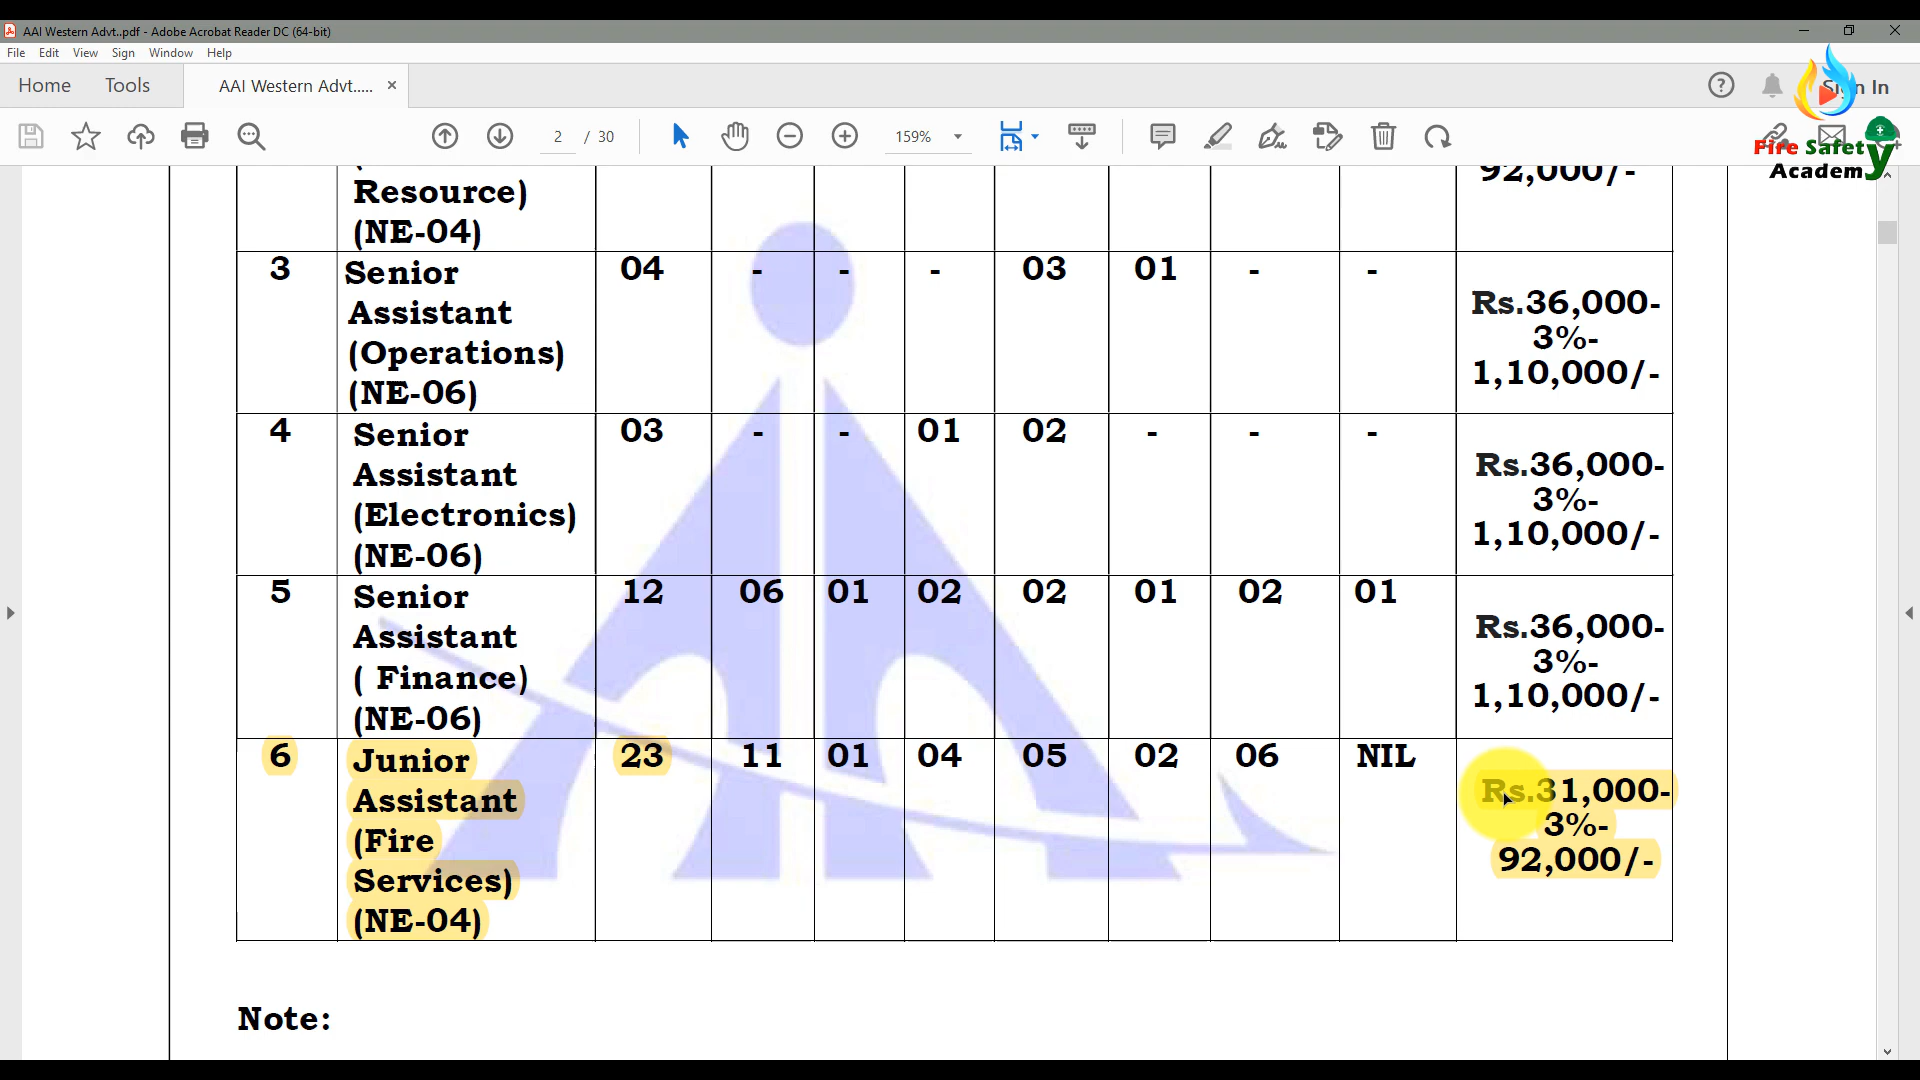 AAI Western Advt..pdf - Adobe Acrobat Reader DC (64-bit)
File Edit View Sign Window Help
Home Tools AAI Western Advt..... × Sign In
2 / 30 159%
Fire Safety
Academy
(
Resource)
(NE-04)
92,000/-
3 Senior 04 - - - 03 01 - -
Assistant
(Operations)
(NE-06)
Rs.36,000-
3%-
1,10,000/-
4 Senior 03 - - 01 02 - - -
Assistant
(Electronics)
(NE-06)
Rs.36,000-
3%-
1,10,000/-
5 Senior 12 06 01 02 02 01 02 01
Assistant
( Finance)
(NE-06)
Rs.36,000-
3%-
1,10,000/-
6 Junior 23 11 01 04 05 02 06 NIL
Assistant
(Fire
Services)
(NE-04)
Rs.31,000-
3%-
92,000/-
Note: